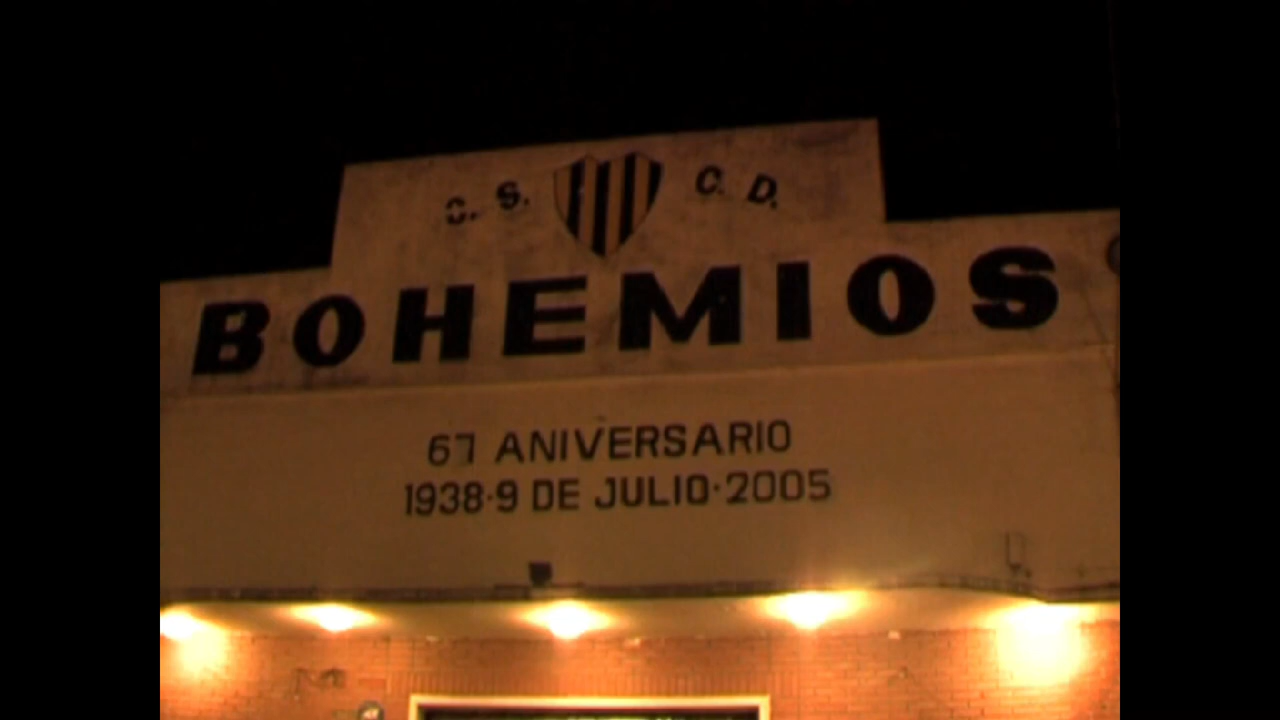 C. S. C. D.
BOHEMIOS
67 ANIVERSARIO
1938·9 DE JULIO·2005